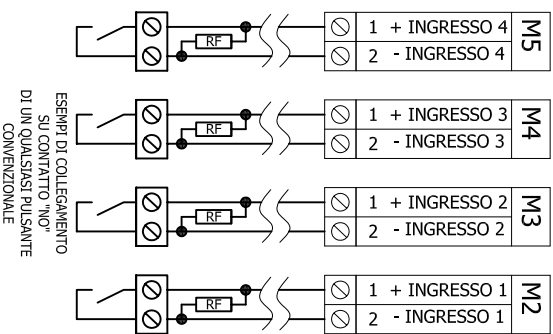 RF
1 + INGRESSO 4
2 - INGRESSO 4
M5
RF
1 + INGRESSO 3
2 - INGRESSO 3
M4
RF
1 + INGRESSO 2
2 - INGRESSO 2
M3
RF
1 + INGRESSO 1
2 - INGRESSO 1
M2
ESEMPI DI COLLEGAMENTO
SU CONTATTO "NO"
DI UN QUALSIASI PULSANTE
CONVENZIONALE